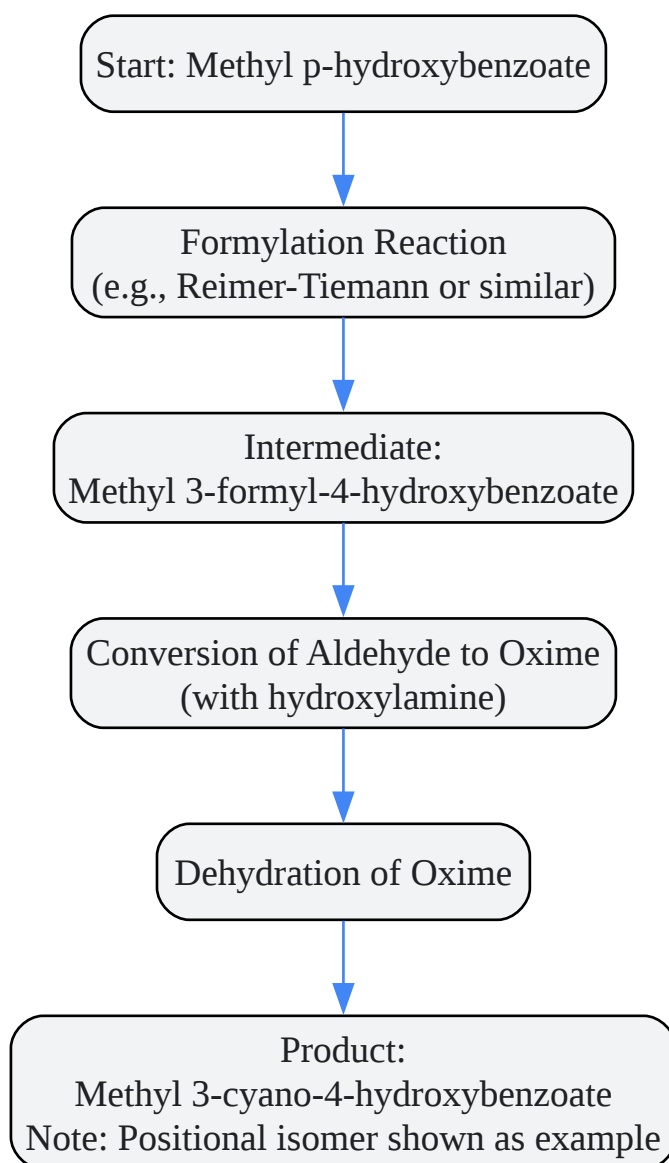 Start: Methyl p-hydroxybenzoate
Formylation Reaction
(e.g., Reimer-Tiemann or similar)
Intermediate:
Methyl 3-formyl-4-hydroxybenzoate
Conversion of Aldehyde to Oxime
(with hydroxylamine)
Dehydration of Oxime
Product:
Methyl 3-cyano-4-hydroxybenzoate
Note: Positional isomer shown as example